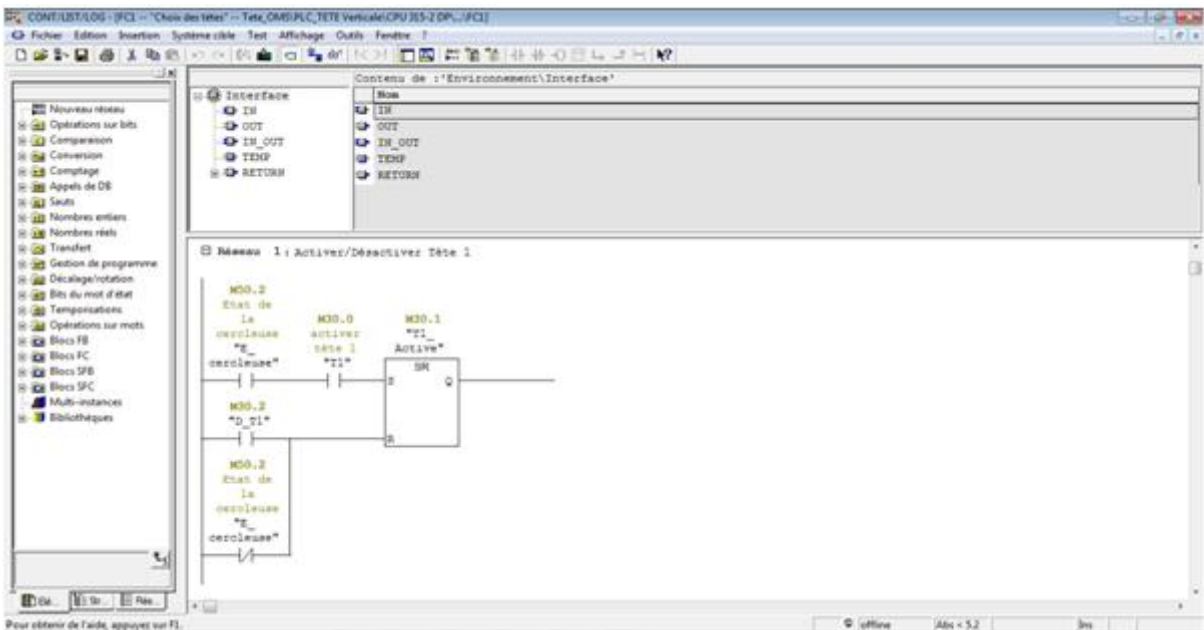 CONT/LIST/LOG - [FC1 -- "Choix des têtes" -- Tete_OMS\PLC_TETE Verticale\CPU 315-2 DP\...\FC1]
Fichier Edition Insertion Système cible Test Affichage Outils Fenêtre ?
Contenu de :'Environnement\Interface'
Interface
IN
OUT
IN_OUT
TEMP
RETURN
Nom
IN
OUT
IN_OUT
TEMP
RETURN
Nouveau réseau
Opérations sur bits
Comparaison
Conversion
Comptage
Appels de DB
Sauts
Nombres entiers
Nombres réels
Transfert
Gestion de programme
Décalage/rotation
Bits du mot d'état
Temporisations
Opérations sur mots
Blocs FB
Blocs FC
Blocs SFB
Blocs SFC
Multi-instances
Bibliothèques
Réseau 1 : Activer/Désactiver Tête 1
M50.2
Etat de
la
cercleuse
"E_
cercleuse"
M30.0
activer
tête 1
"T1"
M30.1
"T1_
Active"
SR
S Q
M30.2
"D_T1"
R
M50.2
Etat de
la
cercleuse
"E_
cercleuse"
Elé... Str... Rés...
Pour obtenir de l'aide, appuyez sur F1.
offline
Abs < 5.2
Ins